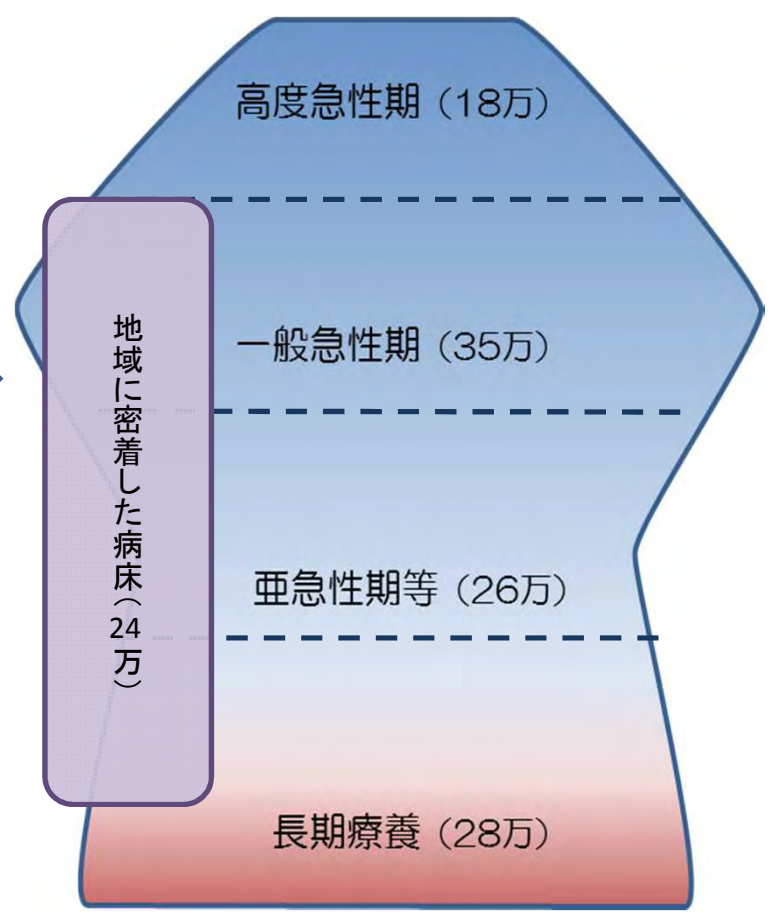 高度急性期（18万）
一般急性期（35万）
地域に密着した病床（24万）
亜急性期等（26万）
長期療養（28万）